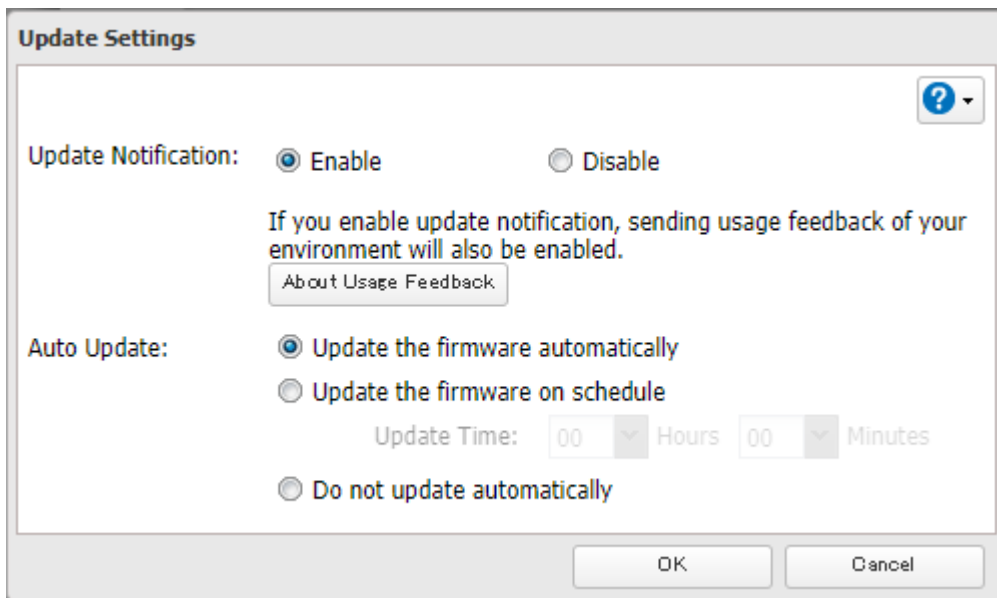 Update Settings
?
Update Notification: Enable Disable
If you enable update notification, sending usage feedback of your
environment will also be enabled.
About Usage Feedback
Auto Update: Update the firmware automatically
Update the firmware on schedule
Update Time: 00 Hours 00 Minutes
Do not update automatically
OK Cancel